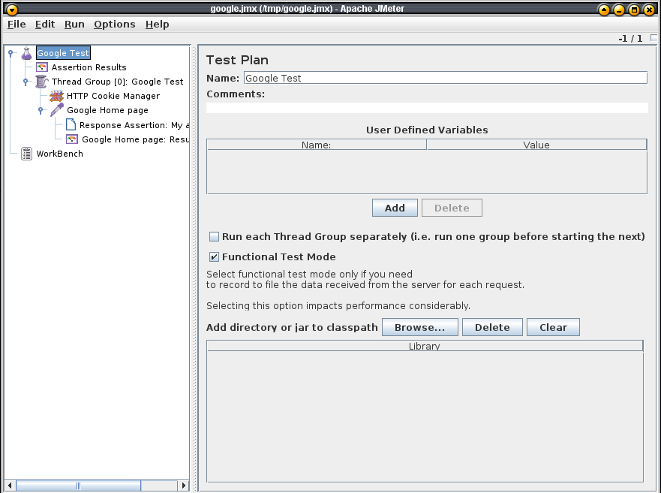 google.jmx (/tmp/google.jmx) - Apache JMeter
File Edit Run Options Help
-1 / 1
Google Test
Assertion Results
Thread Group [0]: Google Test
HTTP Cookie Manager
Google Home page
Response Assertion: My a
Google Home page: Resu
WorkBench
Test Plan
Name: Google Test
Comments:
User Defined Variables
Name: Value
Add Delete
Run each Thread Group separately (i.e. run one group before starting the next)
Functional Test Mode
Select functional test mode only if you need
to record to file the data received from the server for each request.
Selecting this option impacts performance considerably.
Add directory or jar to classpath Browse... Delete Clear
Library